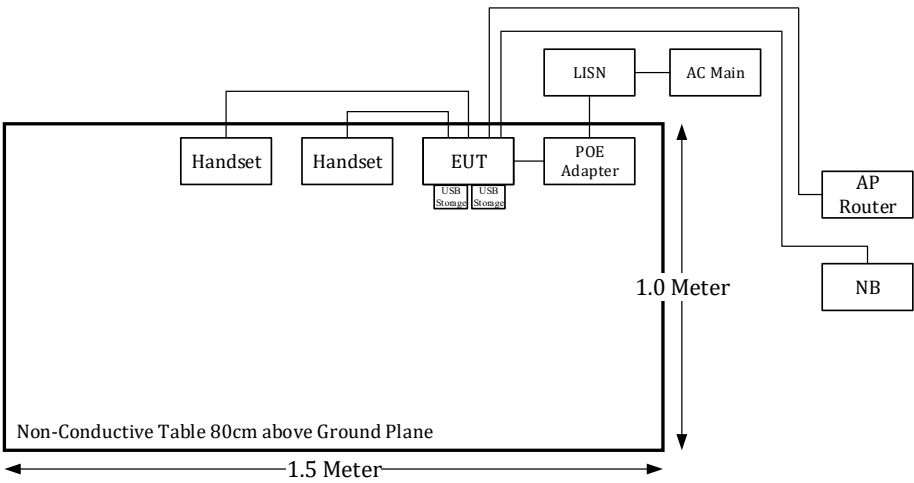 LISN
AC Main
Handset
Handset
EUT
POE
Adapter
USB
Storage
USB
Storage
AP
Router
NB
1.0 Meter
Non-Conductive Table 80cm above Ground Plane
1.5 Meter